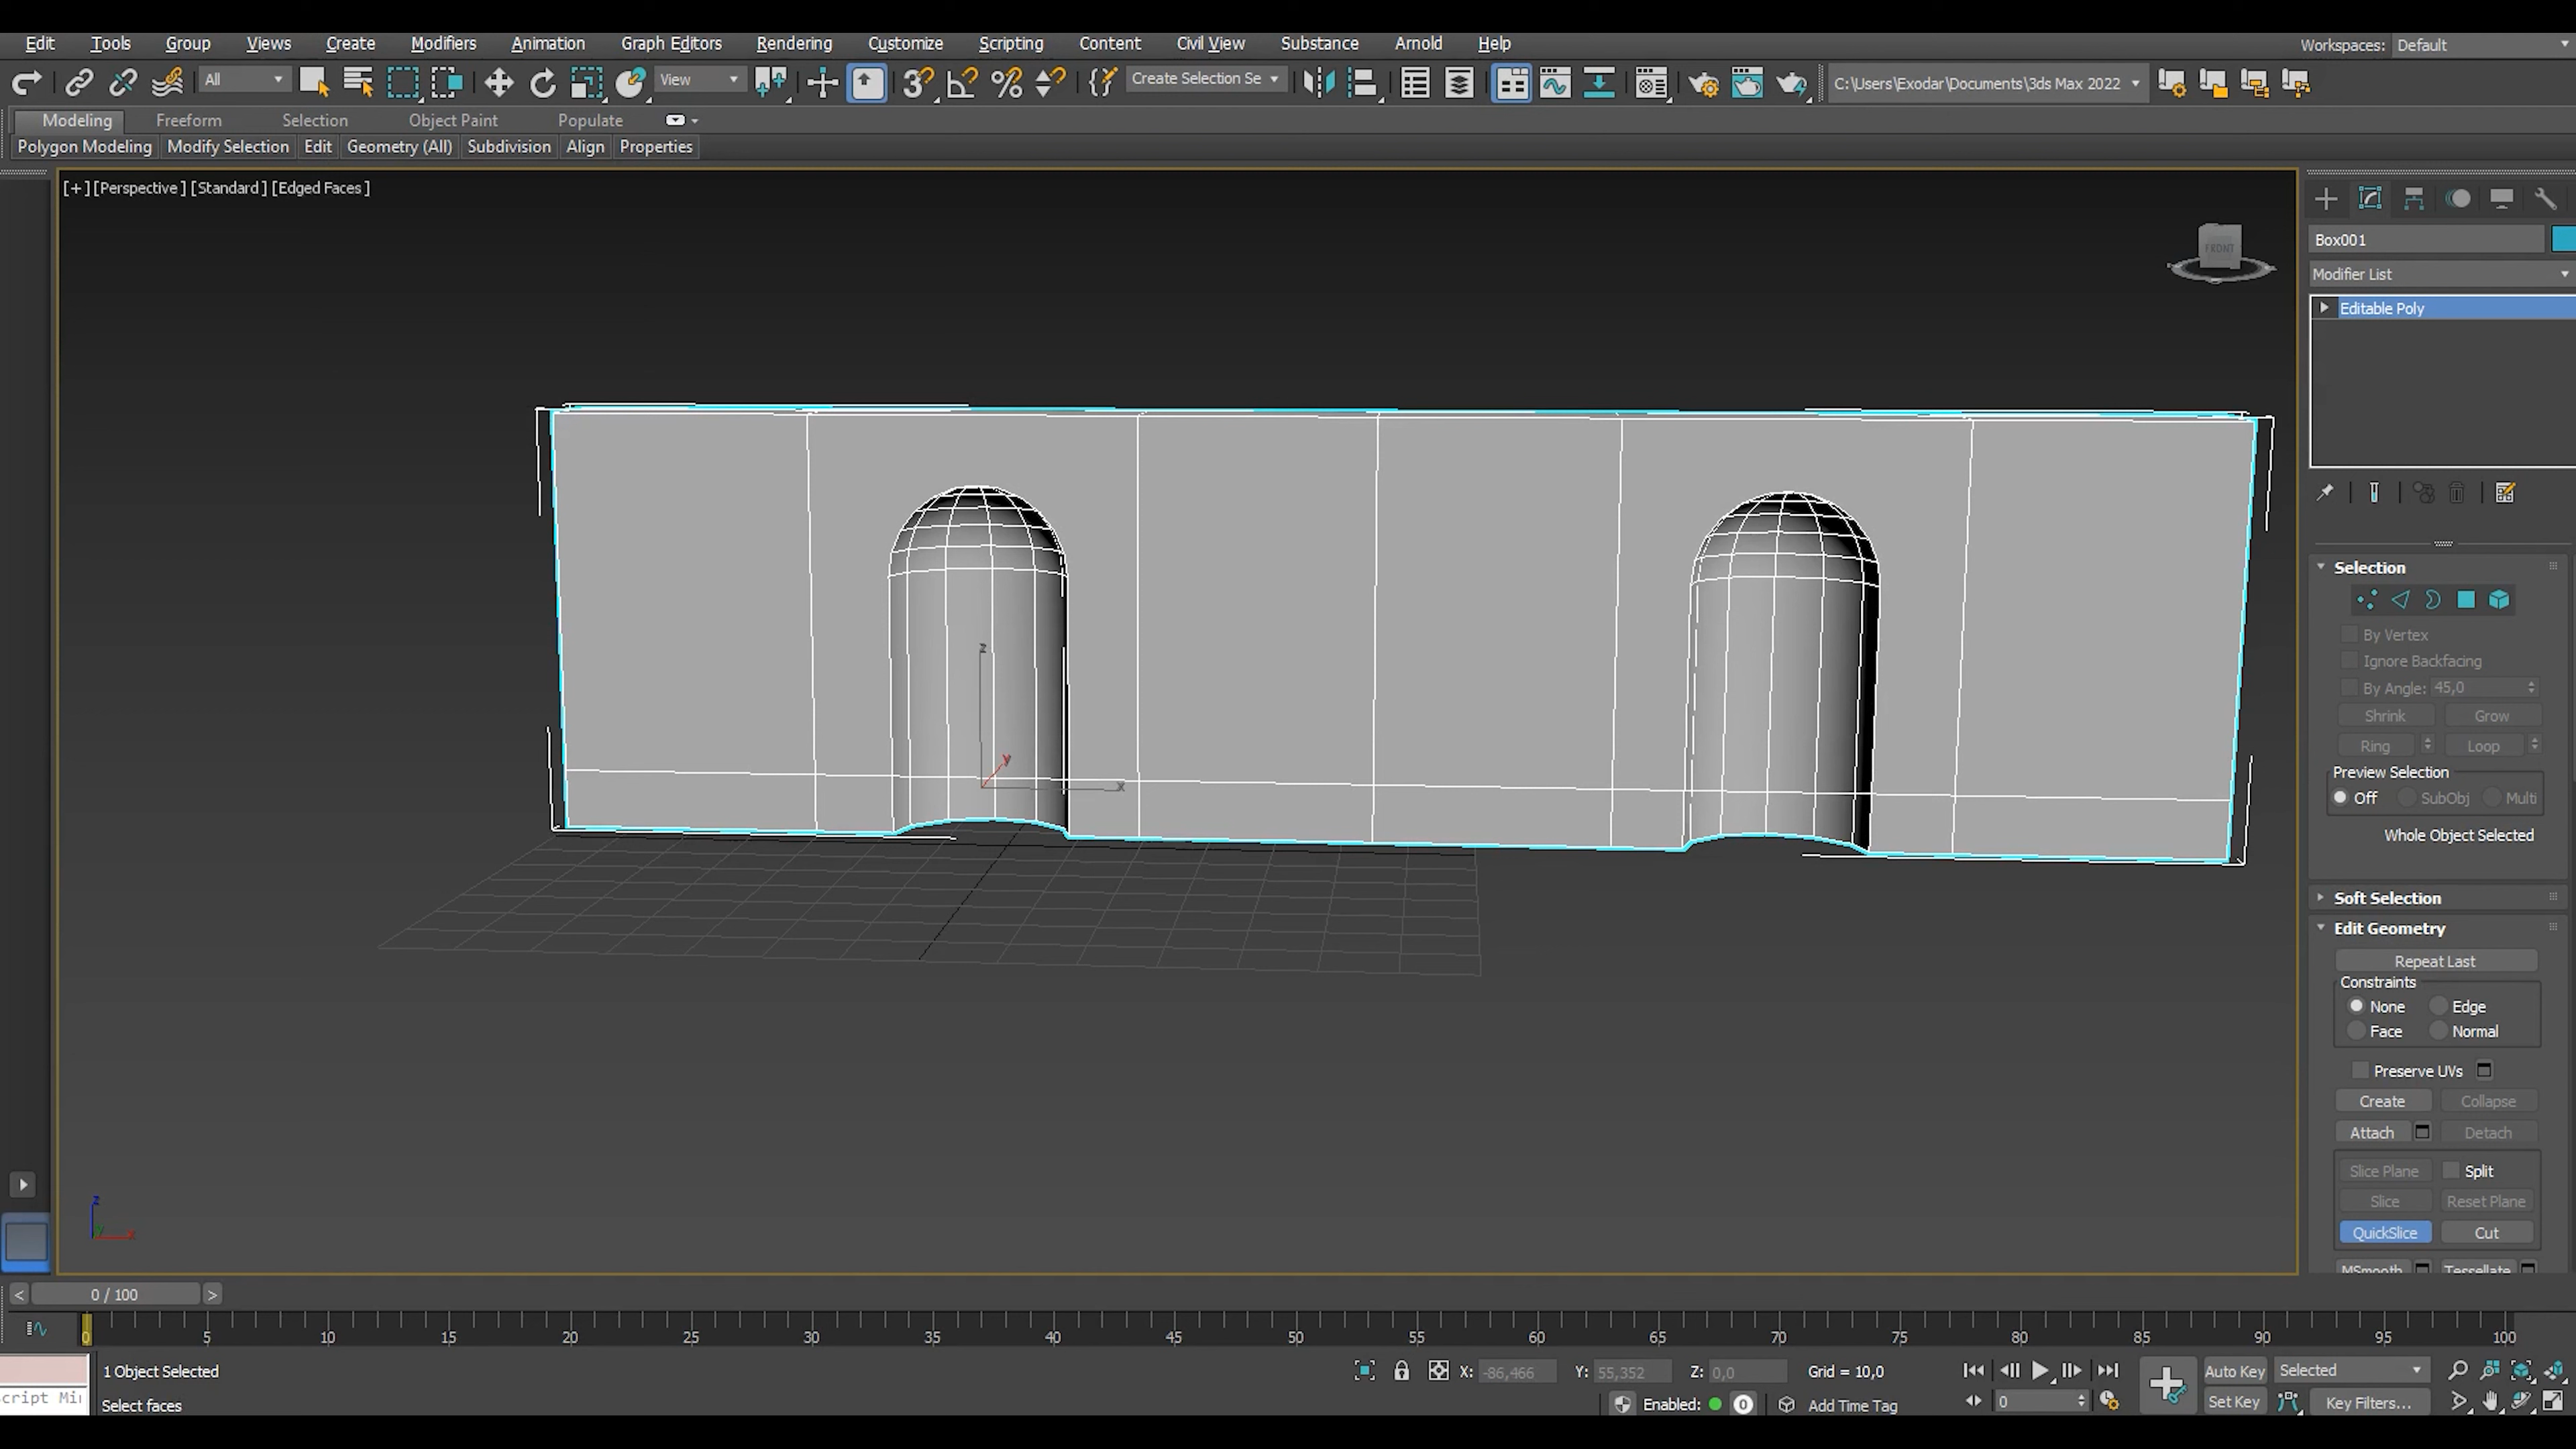 Edit Tools Group Views Create Modifiers Animation Graph Editors Rendering Customize Scripting Content Civil View Substance Arnold Help Workspaces: Default
All View Create Selection Se C:\Users\Exodar\Documents\3ds Max 2022
Modeling Freeform Selection Object Paint Populate
Polygon Modeling Modify Selection Edit Geometry (All) Subdivision Align Properties
[+] [Perspective ] [Standard ] [Edged Faces ]
FRONT
z
y
x
z
y
x
Box001
Modifier List
Editable Poly
Selection
By Vertex
Ignore Backfacing
By Angle: 45,0
Shrink Grow
Ring Loop
Preview Selection
Off SubObj Multi
Whole Object Selected
Soft Selection
Edit Geometry
Repeat Last
Constraints
None Edge
Face Normal
Preserve UVs
Create Collapse
Attach Detach
Slice Plane Split
Slice Reset Plane
QuickSlice Cut
MSmooth Tessellate
< 0 / 100 >
0 5 10 15 20 25 30 35 40 45 50 55 60 65 70 75 80 85 90 95 100
1 Object Selected X: -86,466 Y: 55,352 Z: 0,0 Grid = 10,0 Auto Key Selected
cript Mi Select faces Enabled: 0 Add Time Tag 0 Set Key Key Filters...